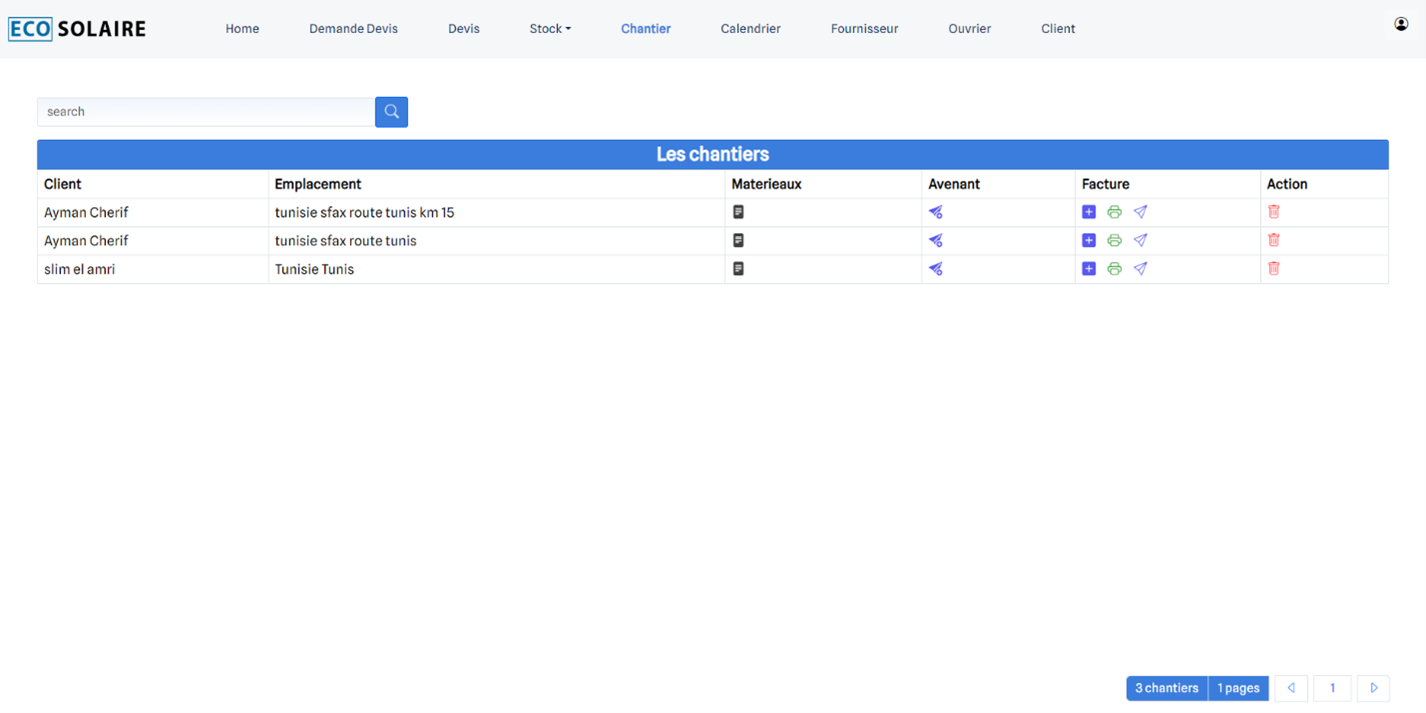 ECO SOLAIRE Home Demande Devis Devis Stock Chantier Calendrier Fournisseur Ouvrier Client
search
Les chantiers
Client Emplacement Materieaux Avenant Facture Action
Ayman Cherif tunisie sfax route tunis km 15
Ayman Cherif tunisie sfax route tunis
slim el amri Tunisie Tunis
3 chantiers 1 pages 1